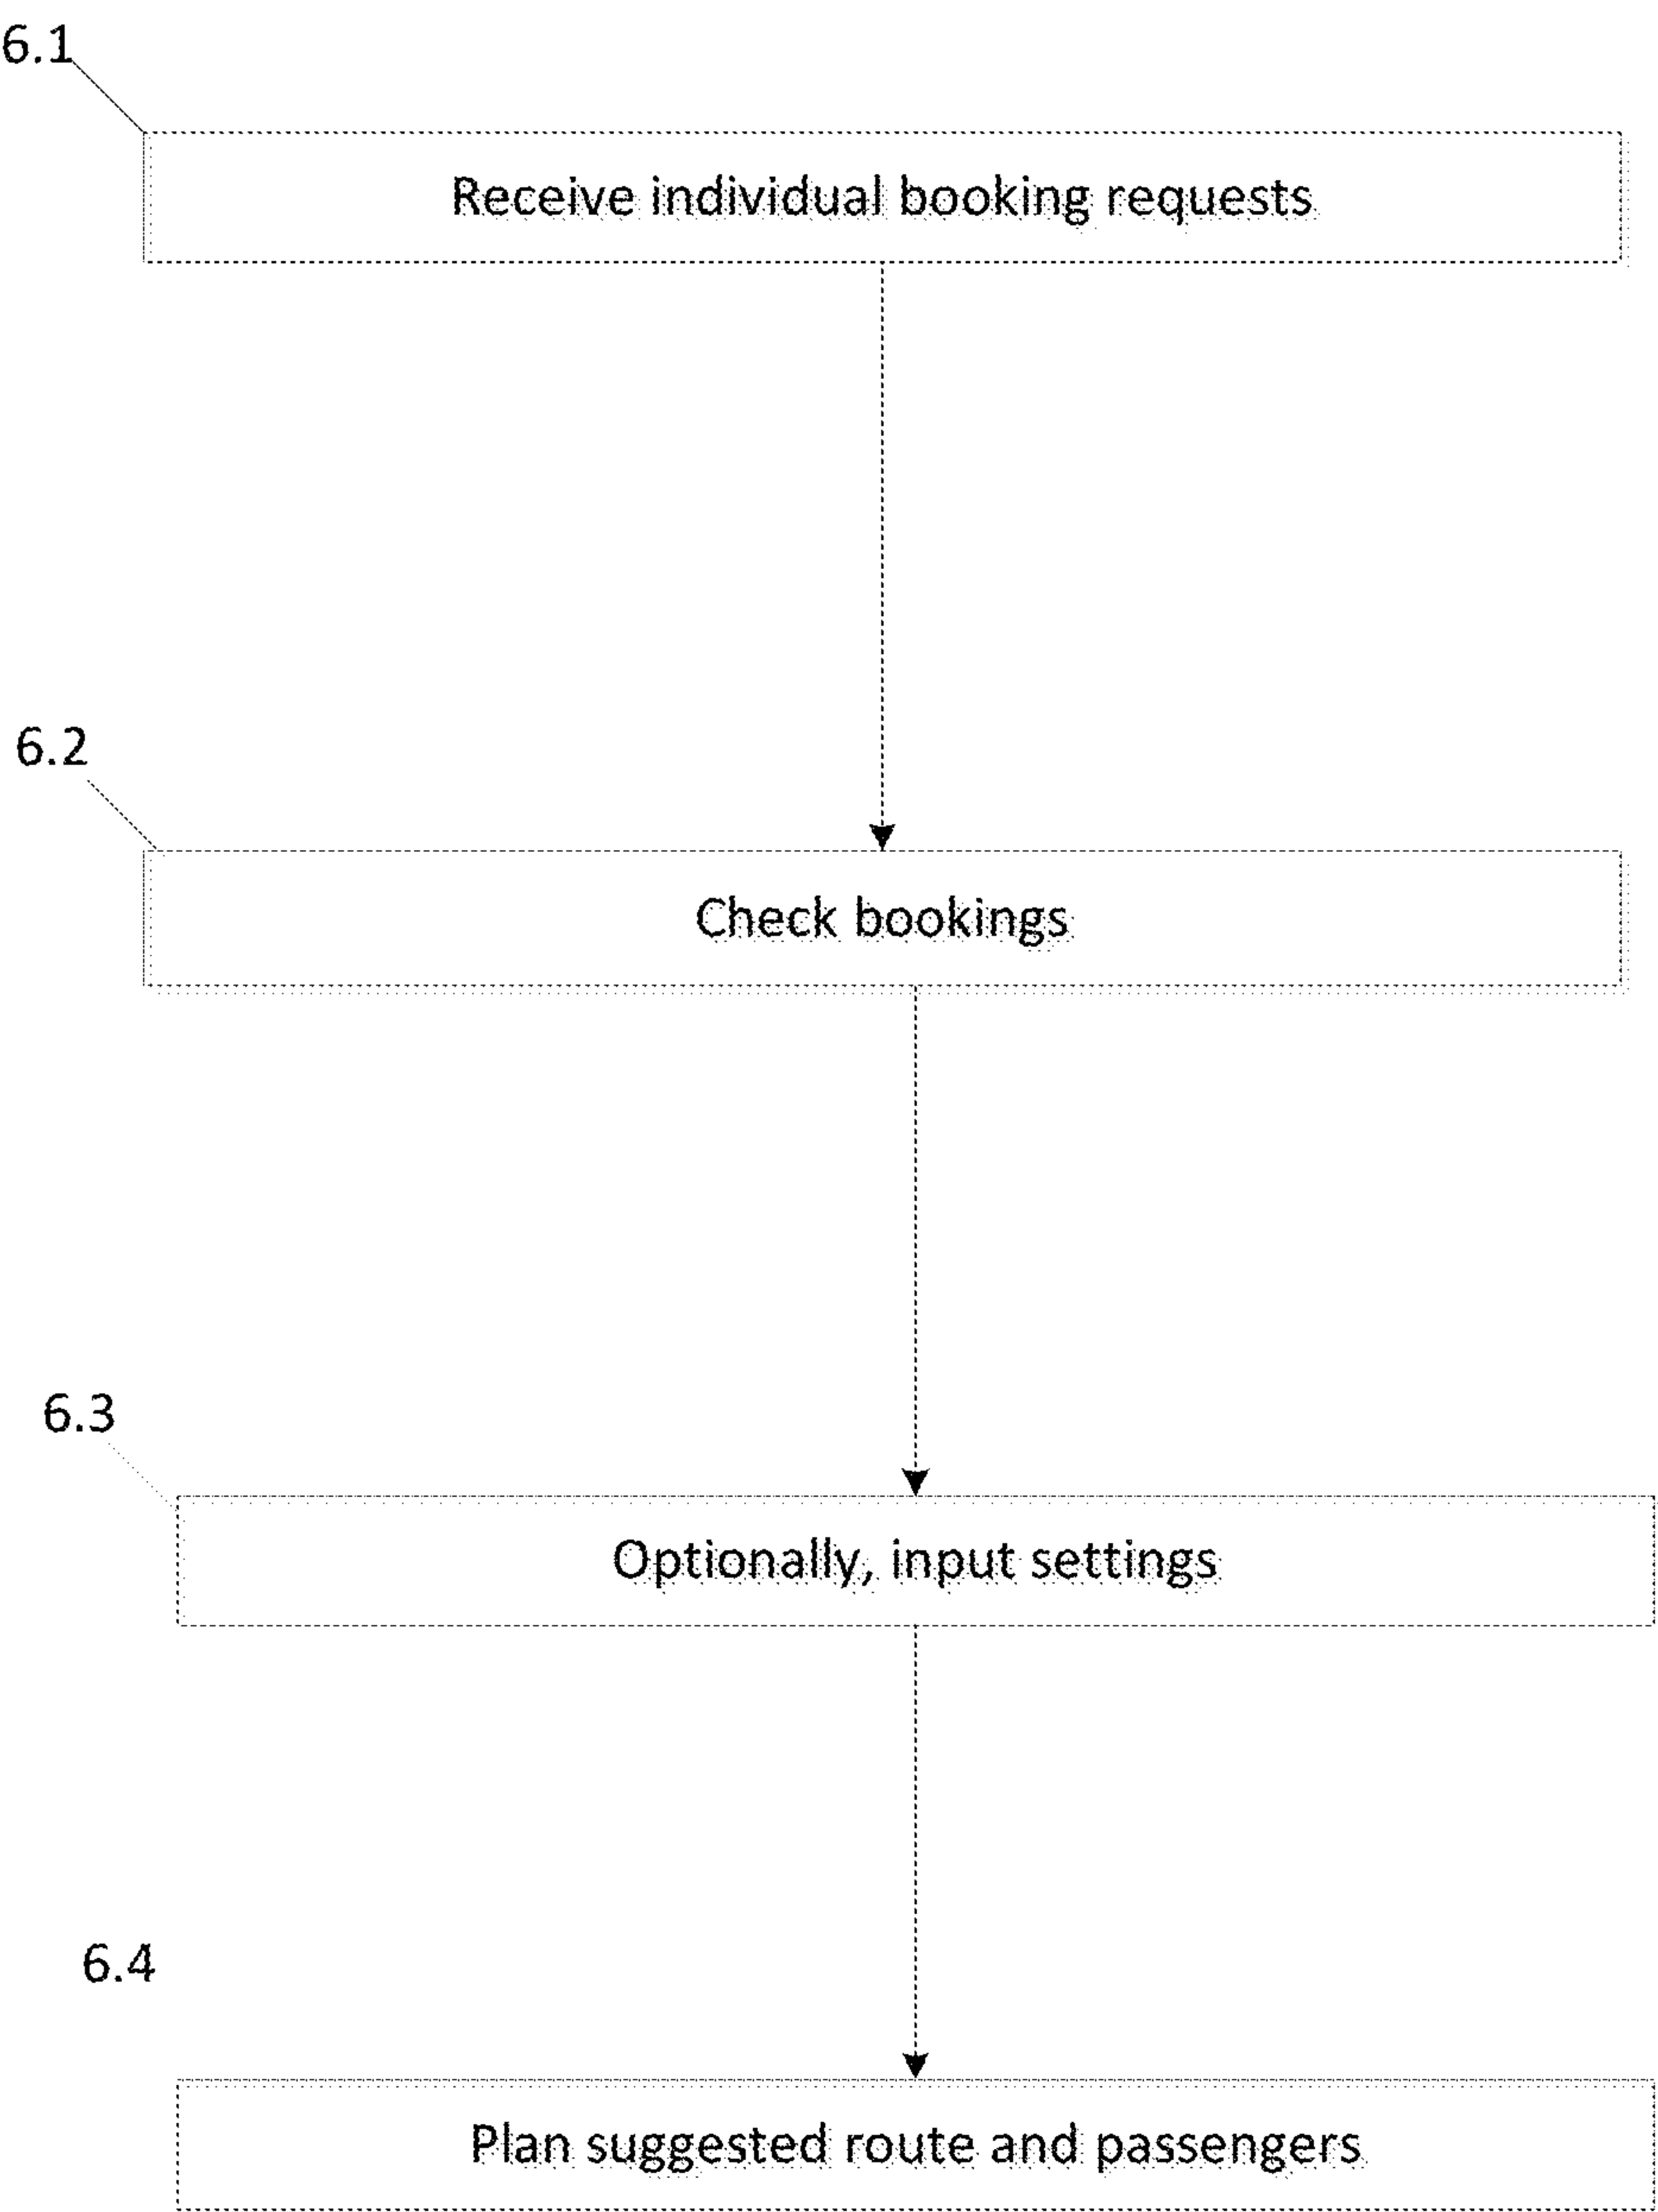 6.1
Receive individual booking requests
6.2
Check bookings
6.3
Optionally, input settings
6.4
Plan suggested route and passengers